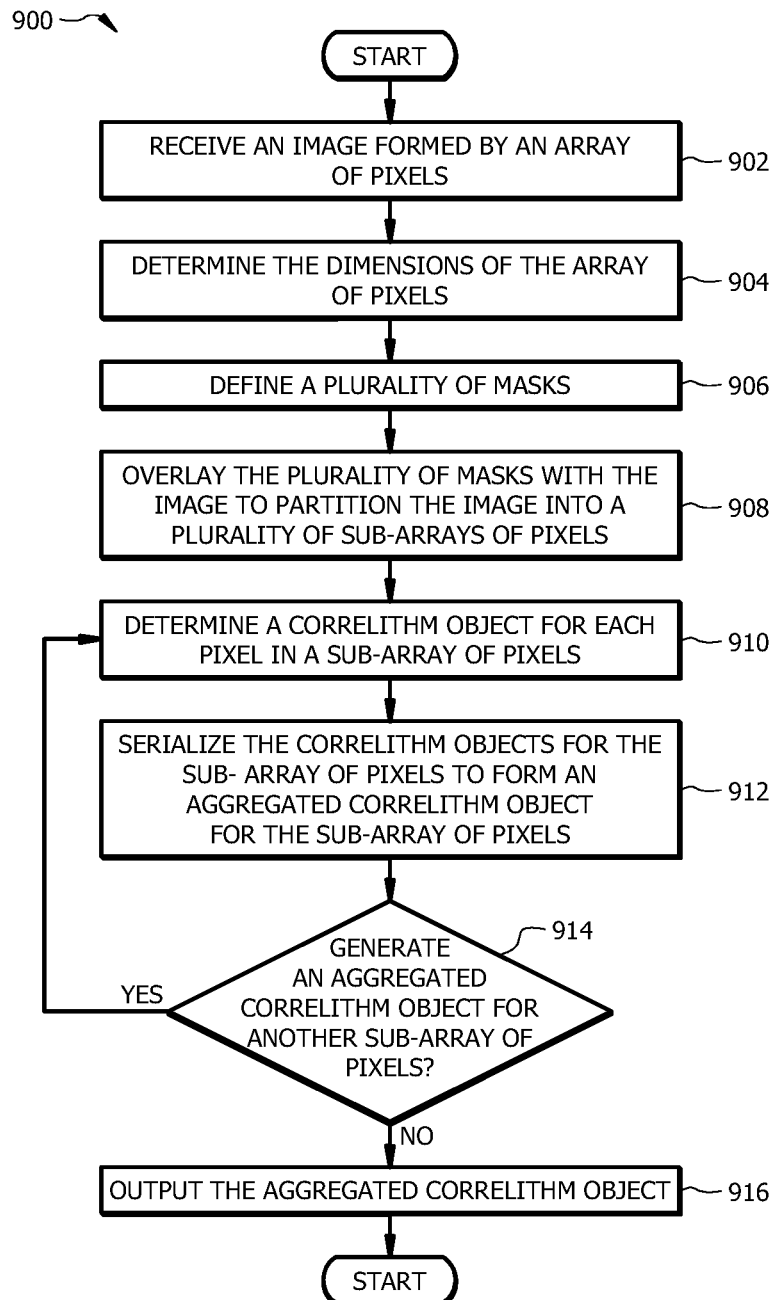 900
START
RECEIVE AN IMAGE FORMED BY AN ARRAY
OF PIXELS
902
DETERMINE THE DIMENSIONS OF THE ARRAY
OF PIXELS
904
DEFINE A PLURALITY OF MASKS
906
OVERLAY THE PLURALITY OF MASKS WITH THE
IMAGE TO PARTITION THE IMAGE INTO A
PLURALITY OF SUB-ARRAYS OF PIXELS
908
DETERMINE A CORRELITHM OBJECT FOR EACH
PIXEL IN A SUB-ARRAY OF PIXELS
910
SERIALIZE THE CORRELITHM OBJECTS FOR THE
SUB- ARRAY OF PIXELS TO FORM AN
AGGREGATED CORRELITHM OBJECT
FOR THE SUB-ARRAY OF PIXELS
912
GENERATE
AN AGGREGATED
CORRELITHM OBJECT FOR
ANOTHER SUB-ARRAY OF
PIXELS?
914
YES
NO
OUTPUT THE AGGREGATED CORRELITHM OBJECT
916
START